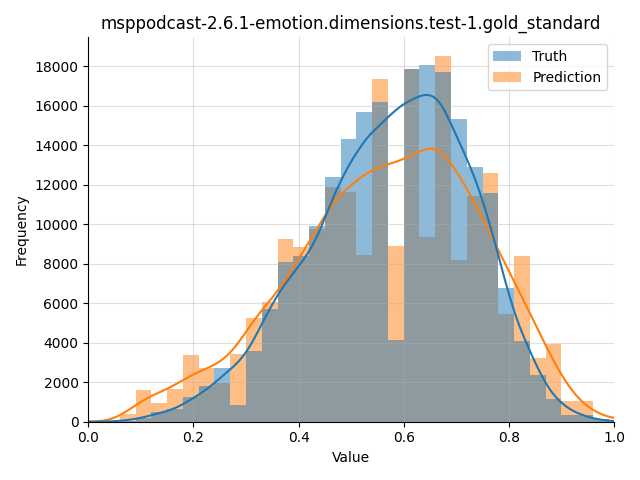 msppodcast-2.6.1-emotion.dimensions.test-1.gold_standard
Truth
Prediction
Frequency
18000
16000
14000
12000
10000
8000
6000
4000
2000
0
0.0 0.2 0.4 0.6 0.8 1.0
Value